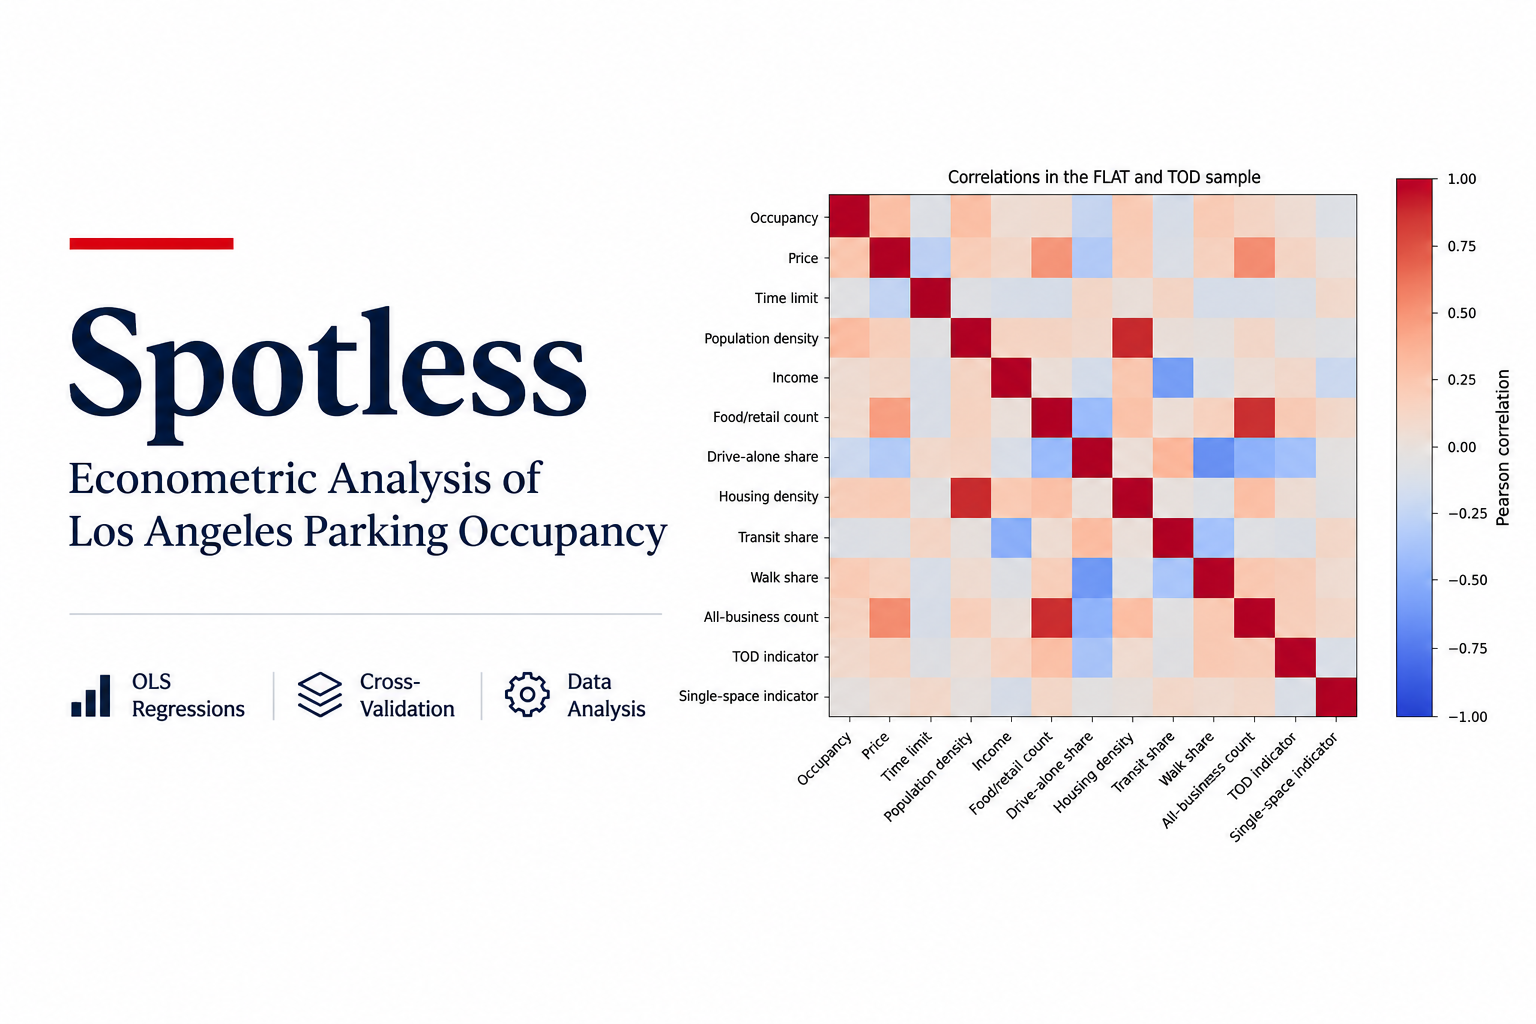 Spotless
Econometric Analysis of
Los Angeles Parking Occupancy
OLS
Regressions
Cross-
Validation
Data
Analysis
Correlations in the FLAT and TOD sample
Occupancy
Price
Time limit
Population density
Income
Food/retail count
Drive-alone share
Housing density
Transit share
Walk share
All-business count
TOD indicator
Single-space indicator
Occupancy
Price
Time limit
Population density
Income
Food/retail count
Drive-alone share
Housing density
Transit share
Walk share
All-business count
TOD indicator
Single-space indicator
1.00
0.75
0.50
0.25
0.00
−0.25
−0.50
−0.75
−1.00
Pearson correlation